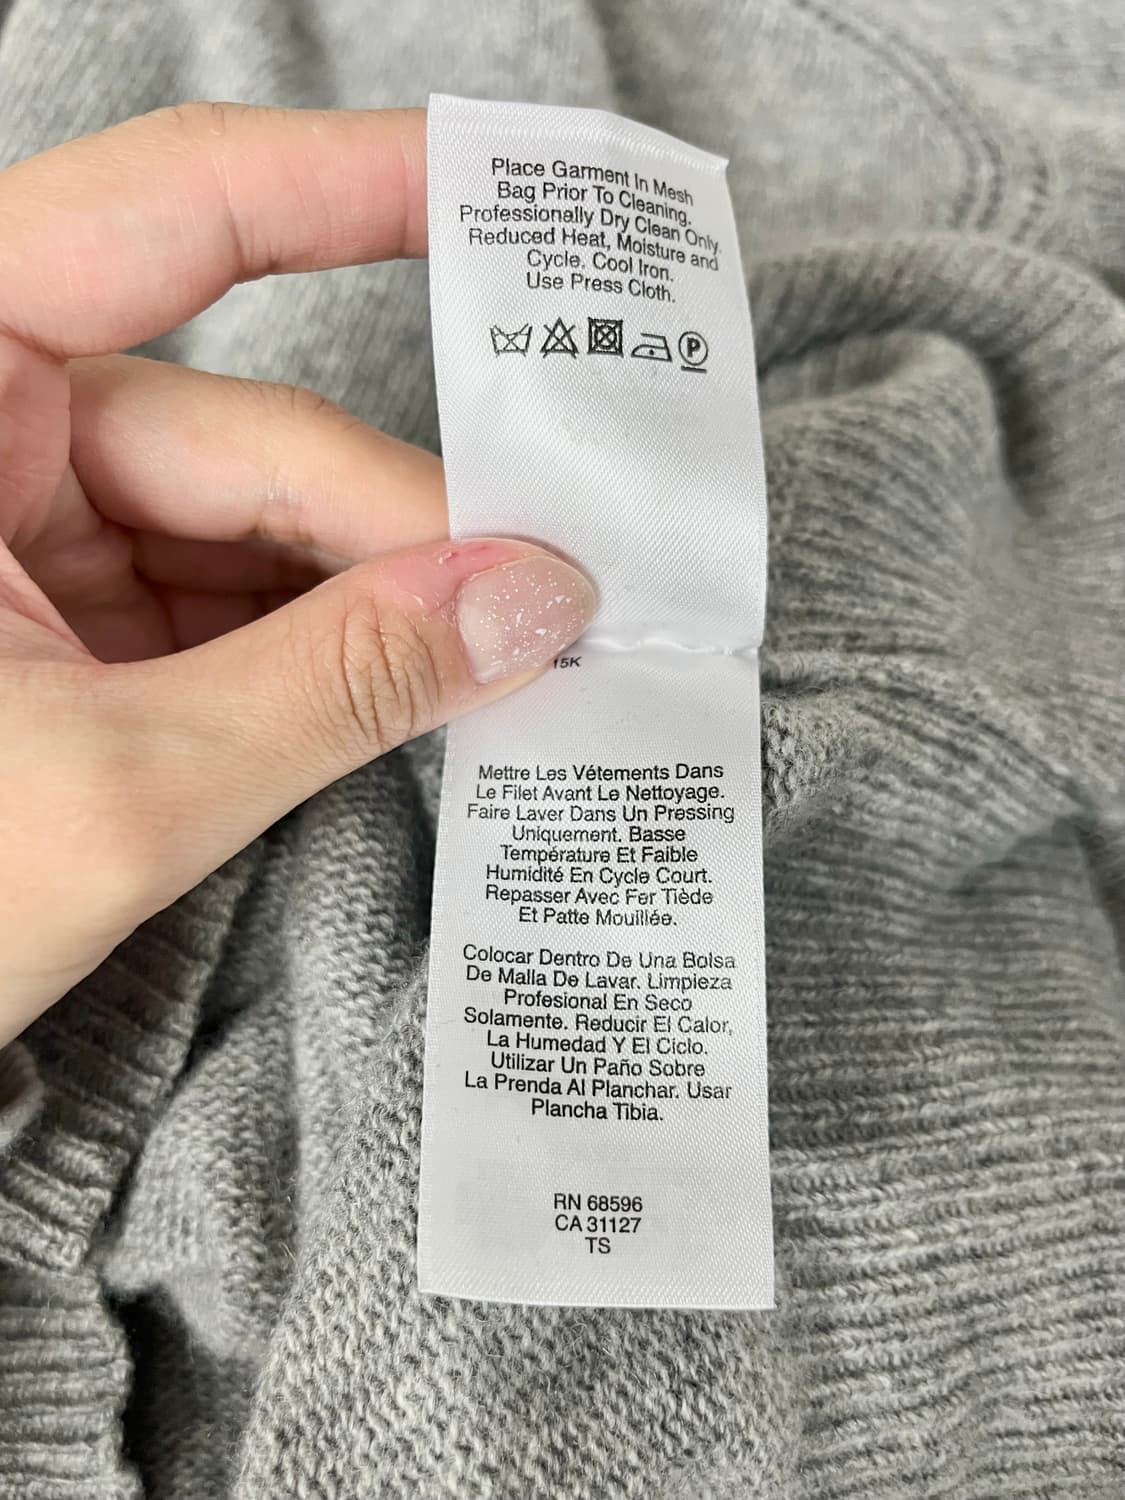 Place Garment In Mesh
Bag Prior To Cleaning.
Professionally Dry Clean Only.
Reduced Heat, Moisture and
Cycle. Cool Iron.
Use Press Cloth.
P
15K
Mettre Les Vétements Dans
Le Filet Avant Le Nettoyage.
Faire Laver Dans Un Pressing
Uniquement. Basse
Température Et Faible
Humidité En Cycle Court.
Repasser Avec Fer Tiède
Et Patte Mouillée.
Colocar Dentro De Una Bolsa
De Malla De Lavar. Limpieza
Profesional En Seco
Solamente. Reducir El Calor,
La Humedad Y El Ciclo.
Utilizar Un Paño Sobre
La Prenda Al Planchar. Usar
Plancha Tibia.
RN 68596
CA 31127
TS